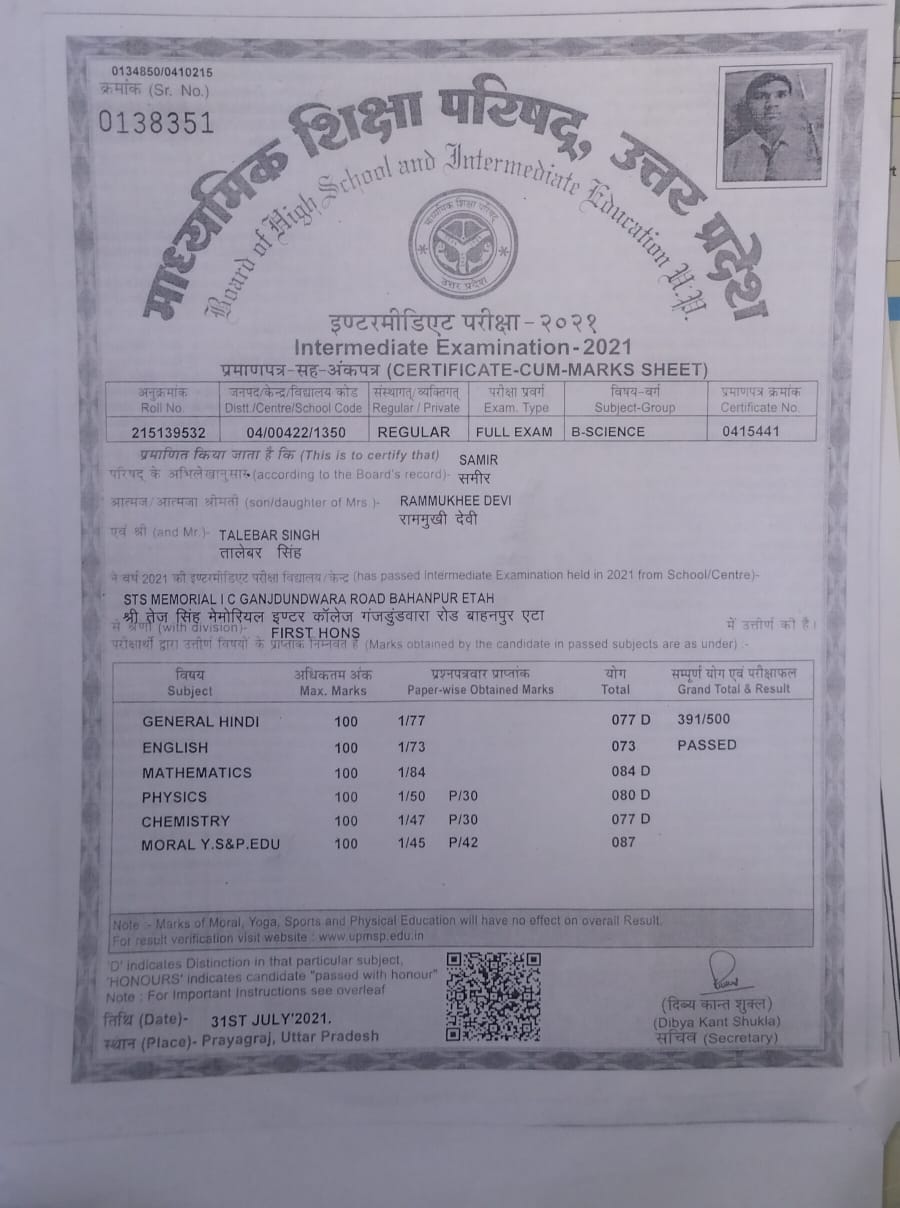 0134850/0410215
क्रमांक (Sr. No.)
0138351
माध्यमिक शिक्षा परिषद्, उत्तर प्रदेश
Board of High School and Intermediate Education U.P.
माध्यमिक शिक्षा परिषद्
उत्तर प्रदेश
इण्टरमीडिएट परीक्षा - २०२१
Intermediate Examination-2021
प्रमाणपत्र-सह-अंकपत्र (CERTIFICATE-CUM-MARKS SHEET)
अनुक्रमांक जनपद/केन्द्र/विद्यालय कोड संस्थागत/व्यक्तिगत परीक्षा प्रवर्ग विषय-वर्ग प्रमाणपत्र क्रमांक
Roll No. Distt./Centre/School Code Regular / Private Exam. Type Subject-Group Certificate No.
215139532 04/00422/1350 REGULAR FULL EXAM B-SCIENCE 0415441
प्रमाणित किया जाता है कि (This is to certify that) SAMIR
परिषद के अभिलेखानुसार (according to the Board's record)- समीर
आत्मज/आत्मजा श्रीमती (son/daughter of Mrs.)- RAMMUKHEE DEVI
राममुखी देवी
एवं श्री (and Mr.)- TALEBAR SINGH
तालेबर सिंह
ने वर्ष 2021 की इण्टरमीडिएट परीक्षा विद्यालय/केन्द्र (has passed Intermediate Examination held in 2021 from School/Centre)-
STS MEMORIAL I C GANJDUNDWARA ROAD BAHANPUR ETAH
श्री तेज सिंह मेमोरियल इण्टर कॉलेज गंजडुंडवारा रोड बाहनपुर एटा
से श्रेणी (with division)- FIRST HONS में उत्तीर्ण की है।
परीक्षार्थी द्वारा उत्तीर्ण विषयों के प्राप्तांक निम्नवत हैं (Marks obtained by the candidate in passed subjects are as under) :-
विषय अधिकतम अंक प्रश्नपत्रवार प्राप्तांक योग सम्पूर्ण योग एवं परीक्षाफल
Subject Max. Marks Paper-wise Obtained Marks Total Grand Total & Result
GENERAL HINDI 100 1/77 077 D 391/500
ENGLISH 100 1/73 073 PASSED
MATHEMATICS 100 1/84 084 D
PHYSICS 100 1/50 P/30 080 D
CHEMISTRY 100 1/47 P/30 077 D
MORAL Y.S&P.EDU 100 1/45 P/42 087
Note :- Marks of Moral, Yoga, Sports and Physical Education will have no effect on overall Result.
For result verification visit website : www.upmsp.edu.in
'D' indicates Distinction in that particular subject,
'HONOURS' indicates candidate "passed with honour"
Note : For Important Instructions see overleaf
तिथि (Date)- 31ST JULY'2021.
स्थान (Place)- Prayagraj, Uttar Pradesh
(दिब्य कान्त शुक्ल)
(Dibya Kant Shukla)
सचिव (Secretary)